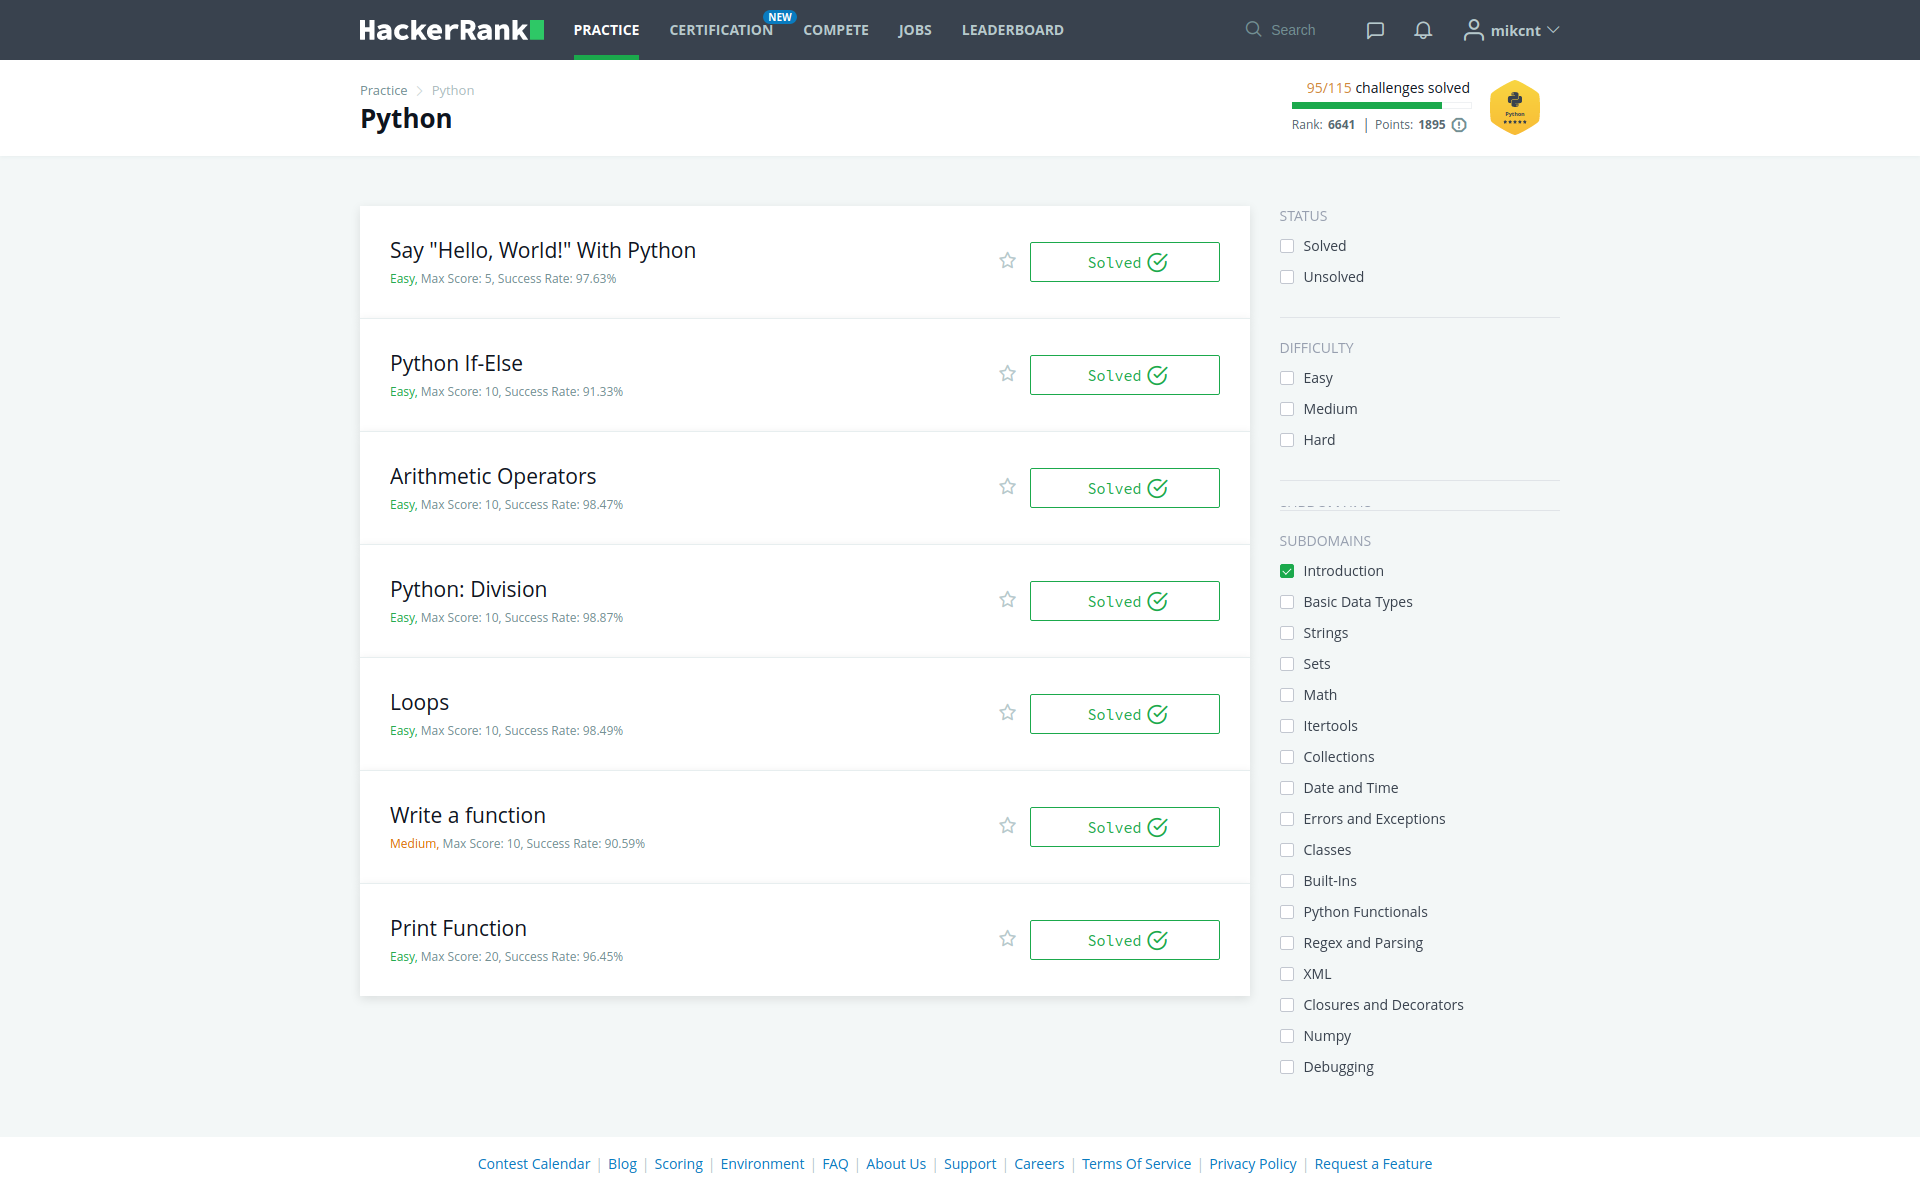 HackerRank
PRACTICE
CERTIFICATION
NEW
COMPETE
JOBS
LEADERBOARD
Search
mikcnt
Practice
Python
Python
95/115 challenges solved
Rank: 6641 | Points: 1895
Python
Say "Hello, World!" With Python
Easy, Max Score: 5, Success Rate: 97.63%
Solved
Python If-Else
Easy, Max Score: 10, Success Rate: 91.33%
Solved
Arithmetic Operators
Easy, Max Score: 10, Success Rate: 98.47%
Solved
Python: Division
Easy, Max Score: 10, Success Rate: 98.87%
Solved
Loops
Easy, Max Score: 10, Success Rate: 98.49%
Solved
Write a function
Medium, Max Score: 10, Success Rate: 90.59%
Solved
Print Function
Easy, Max Score: 20, Success Rate: 96.45%
Solved
STATUS
Solved
Unsolved
DIFFICULTY
Easy
Medium
Hard
SUBDOMAINS
Introduction
Basic Data Types
Strings
Sets
Math
Itertools
Collections
Date and Time
Errors and Exceptions
Classes
Built-Ins
Python Functionals
Regex and Parsing
XML
Closures and Decorators
Numpy
Debugging
Contest Calendar | Blog | Scoring | Environment | FAQ | About Us | Support | Careers | Terms Of Service | Privacy Policy | Request a Feature